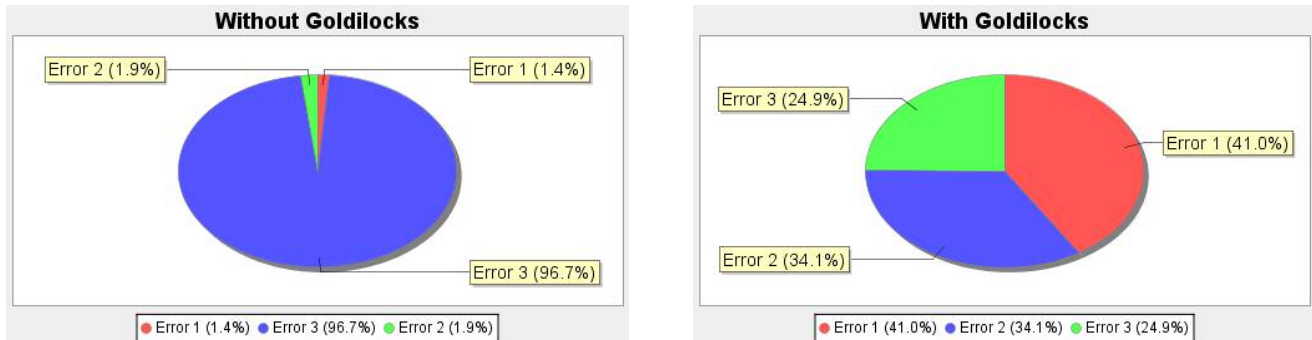 Without Goldilocks
Error 2 (1.9%)
Error 1 (1.4%)
Error 3 (96.7%)
Error 1 (1.4%) Error 3 (96.7%) Error 2 (1.9%)
With Goldilocks
Error 3 (24.9%)
Error 1 (41.0%)
Error 2 (34.1%)
Error 1 (41.0%) Error 2 (34.1%) Error 3 (24.9%)